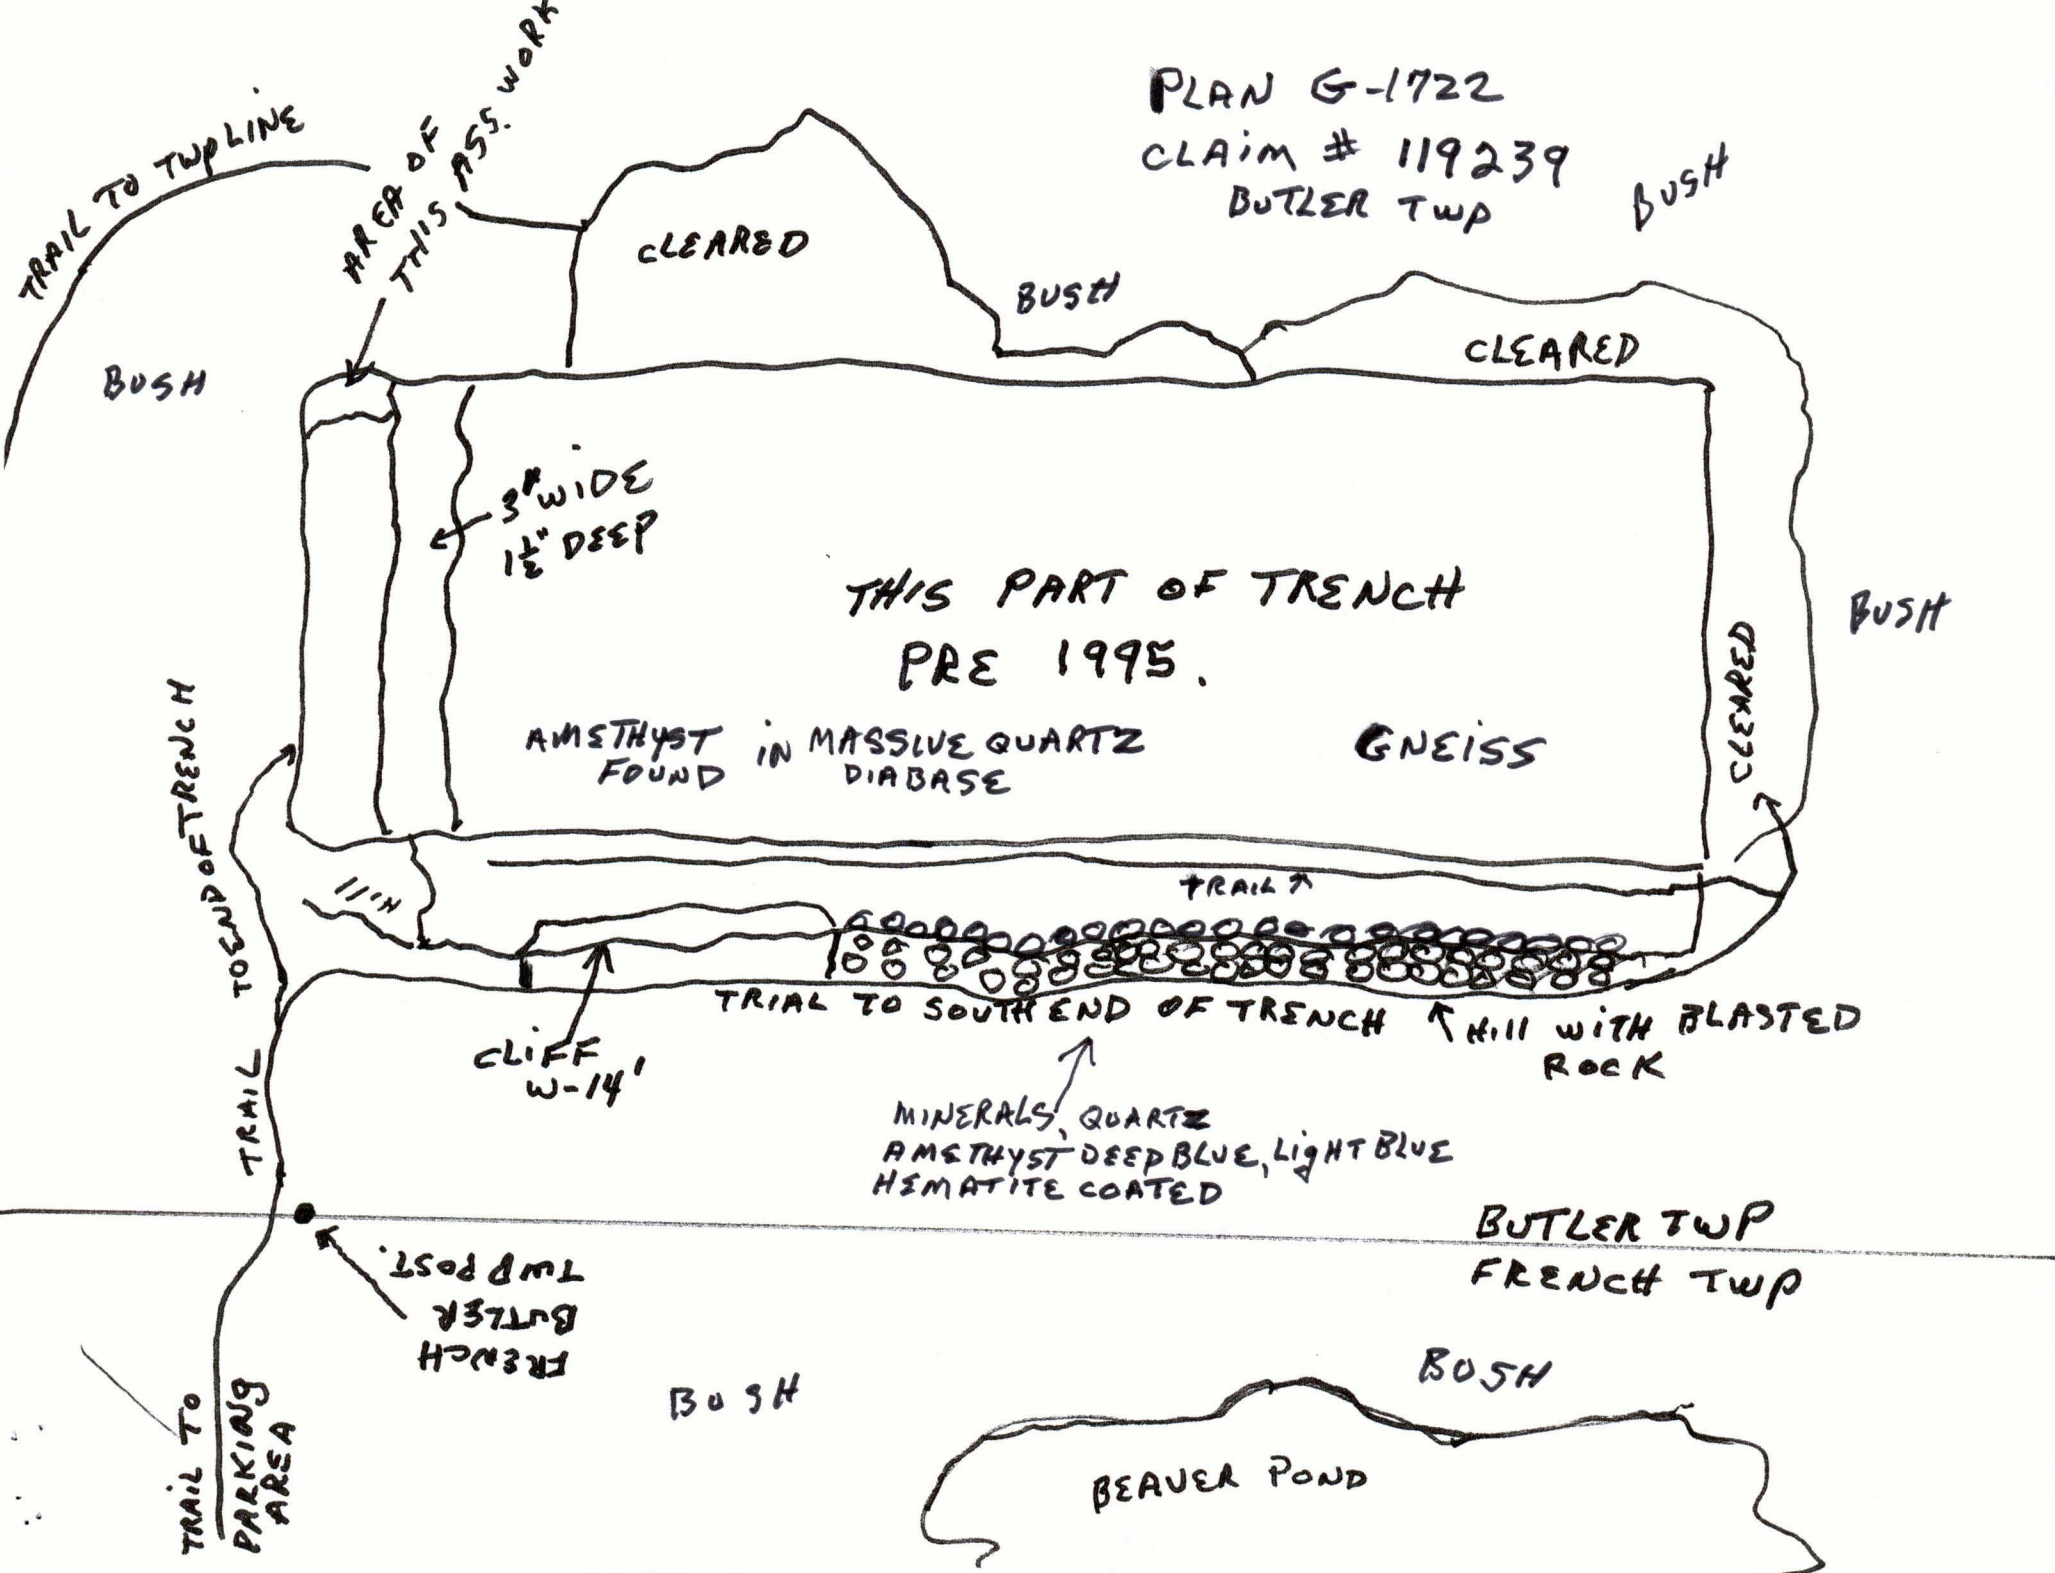 PLAN G-1722
CLAIM # 119239
BUTLER TWP
BUSH
TRAIL TO TWP LINE
AREA OF
THIS ASS. WORK
CLEARED
BUSH
CLEARED
BUSH
3" WIDE
1½" DEEP
THIS PART OF TRENCH
PRE 1995.
BUSH
CLEARED
AMETHYST IN MASSIVE QUARTZ
FOUND DIABASE
GNEISS
TRAIL TO END OF TRENCH
TRAIL
TRIAL TO SOUTH END OF TRENCH
HILL WITH BLASTED
ROCK
CLIFF
W-14'
MINERALS, QUARTZ
AMETHYST DEEP BLUE, LIGHT BLUE
HEMATITE COATED
BUTLER TWP
FRENCH TWP
FRENCH
BUTLER
TWP POST.
BUSH
BUSH
TRAIL TO
PARKING
AREA
BEAVER POND